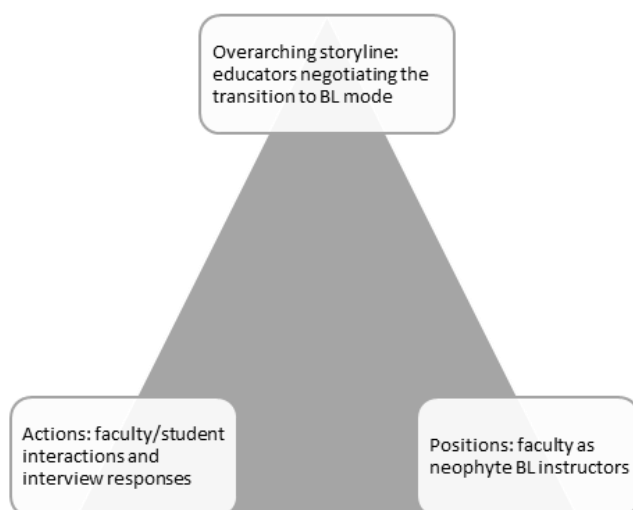 Overarching storyline:
educators negotiating the
transition to BL mode
Actions: faculty/student
interactions and
interview responses
Positions: faculty as
neophyte BL instructors